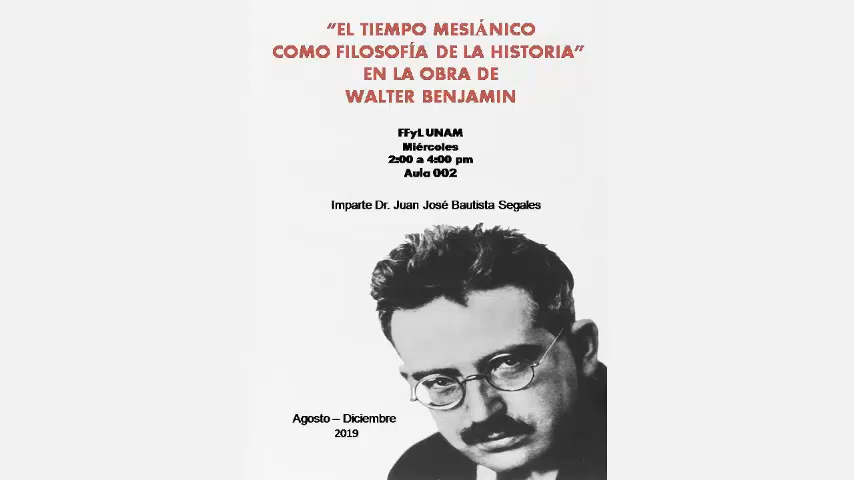 “EL TIEMPO MESIÁNICO
COMO FILOSOFÍA DE LA HISTORIA”
EN LA OBRA DE
WALTER BENJAMIN
FFyL UNAM
Miércoles
2:00 a 4:00 pm
Aula 002
Imparte Dr. Juan José Bautista Segales
Agosto – Diciembre
2019